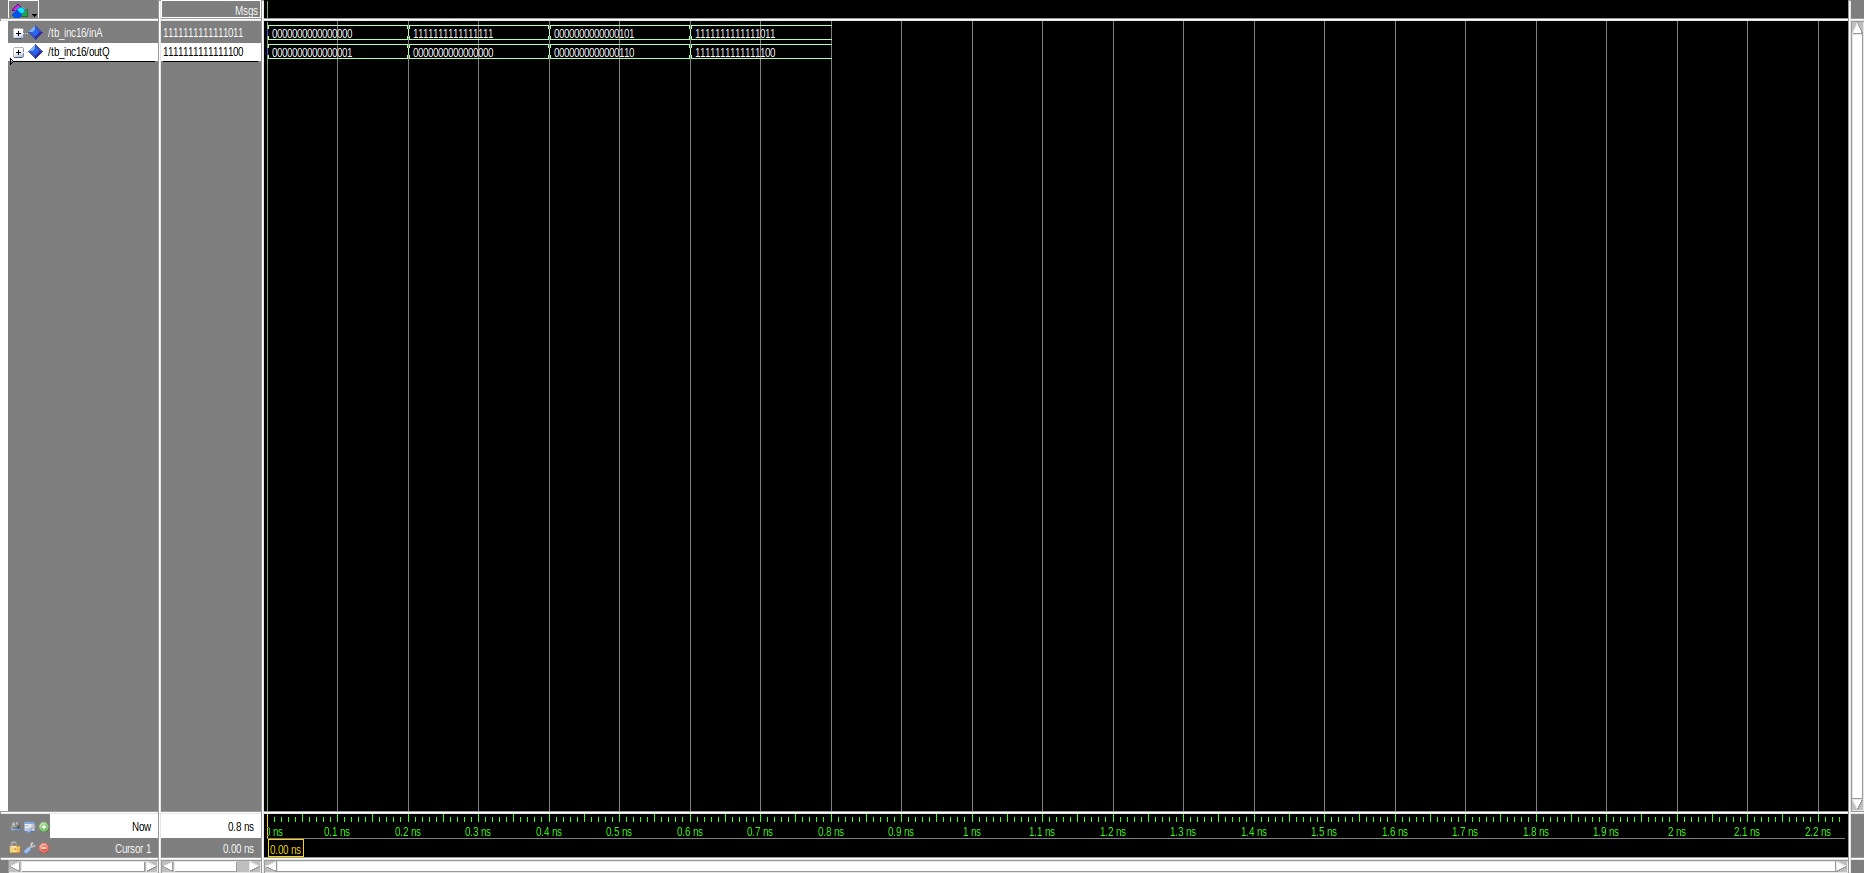 Msgs
/tb_inc16/inA 1111111111111011 0000000000000000 1111111111111111 0000000000000101 1111111111111011
/tb_inc16/outQ 1111111111111100 0000000000000001 0000000000000000 0000000000000110 1111111111111100
Now 0.8 ns ns 0.1 ns 0.2 ns 0.3 ns 0.4 ns 0.5 ns 0.6 ns 0.7 ns 0.8 ns 0.9 ns 1 ns 1.1 ns 1.2 ns 1.3 ns 1.4 ns 1.5 ns 1.6 ns 1.7 ns 1.8 ns 1.9 ns 2 ns 2.1 ns 2.2 ns
Cursor 1 0.00 ns 0.00 ns